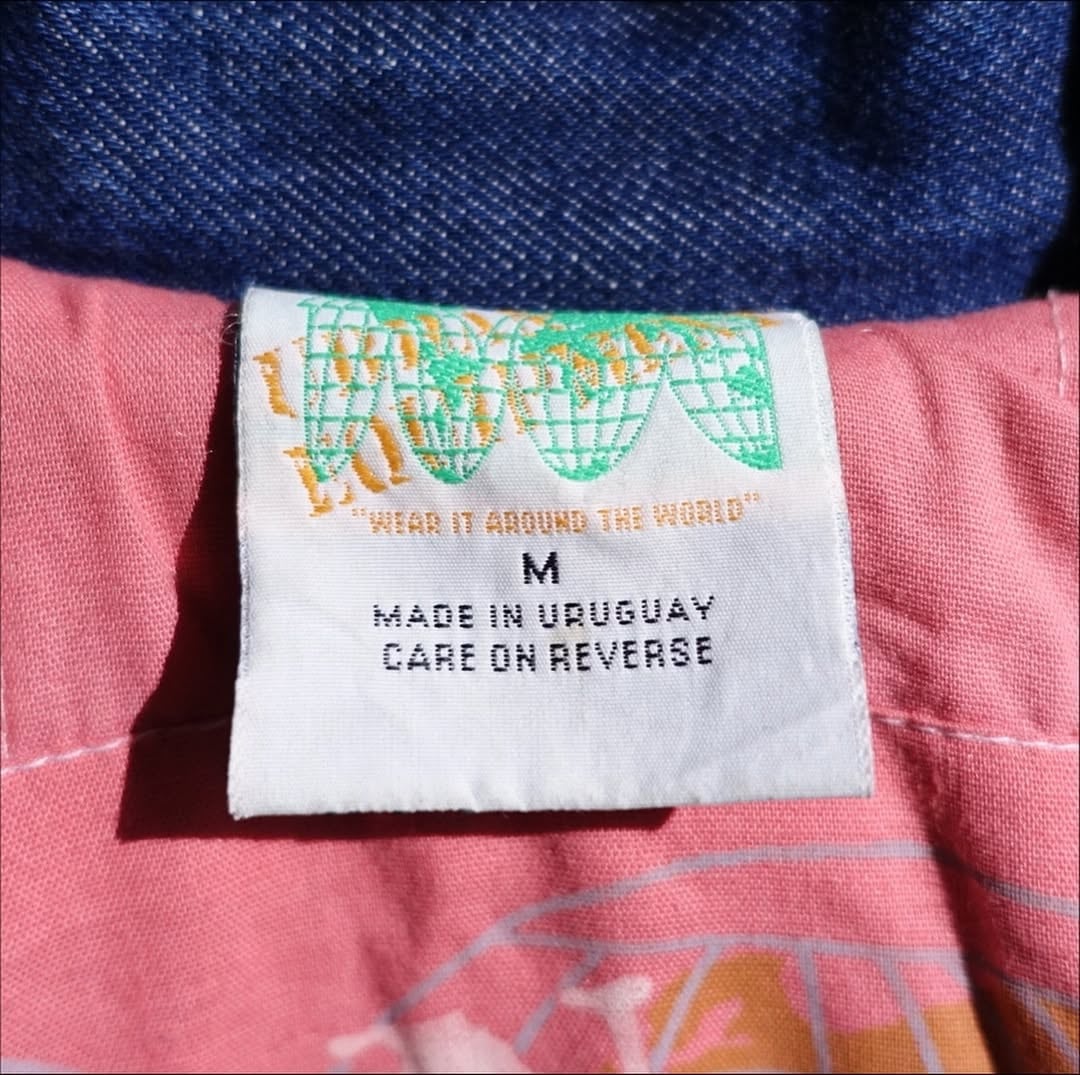 "WEAR IT AROUND THE WORLD"
M
MADE IN URUGUAY
CARE ON REVERSE